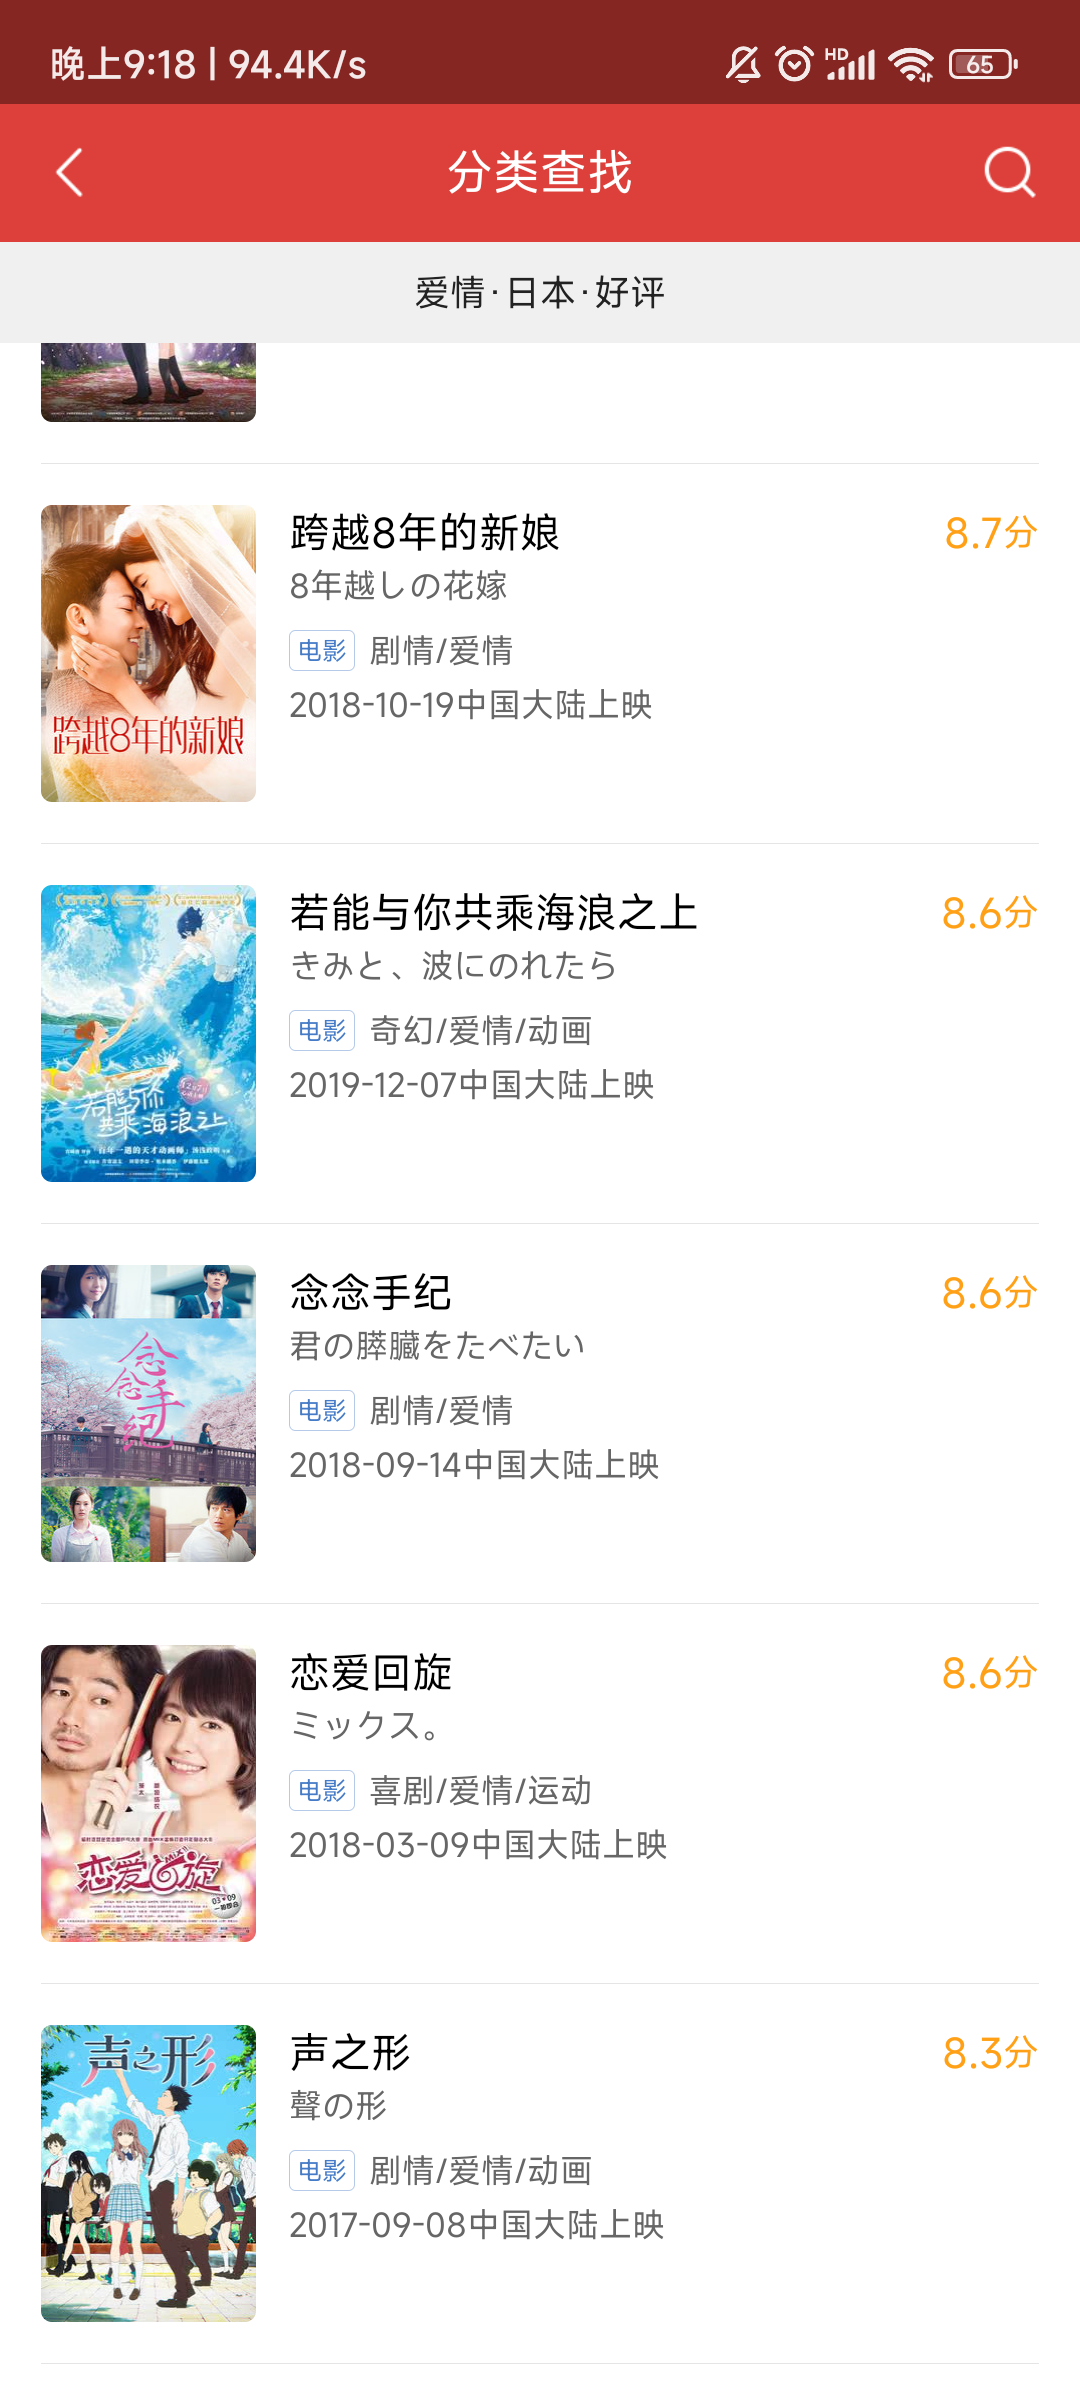 晚上9:18 | 94.4K/s
HD
65
分类查找
爱情·日本·好评
跨越8年的新娘
8.7分
8年越しの花嫁
电影 剧情/爱情
2018-10-19中国大陆上映
跨越8年的新娘
若能与你共乘海浪之上
8.6分
きみと、波にのれたら
电影 奇幻/爱情/动画
2019-12-07中国大陆上映
若能与你
共乘海浪之上
念念手纪
8.6分
君の膵臓をたべたい
电影 剧情/爱情
2018-09-14中国大陆上映
念念手纪
恋爱回旋
8.6分
ミックス。
电影 喜剧/爱情/运动
2018-03-09中国大陆上映
恋爱回旋
03•09
声之形
8.3分
聲の形
电影 剧情/爱情/动画
2017-09-08中国大陆上映
声之形